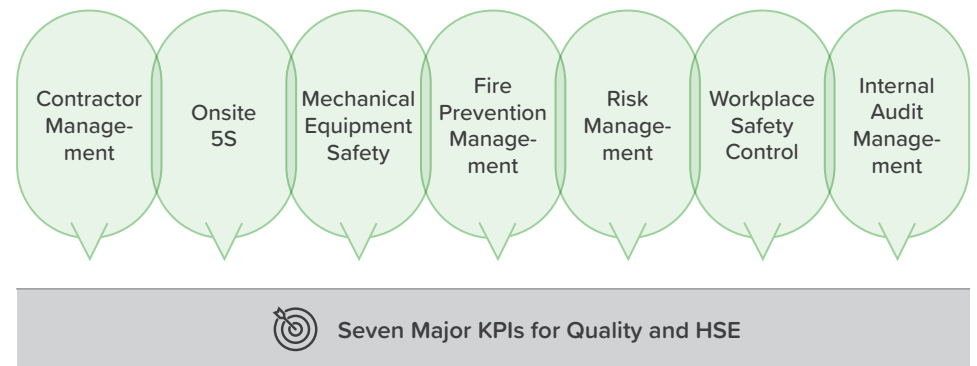 Contractor
Manage-
ment
Onsite
5S
Mechanical
Equipment
Safety
Fire
Prevention
Manage-
ment
Risk
Manage-
ment
Workplace
Safety
Control
Internal
Audit
Manage-
ment
Seven Major KPIs for Quality and HSE